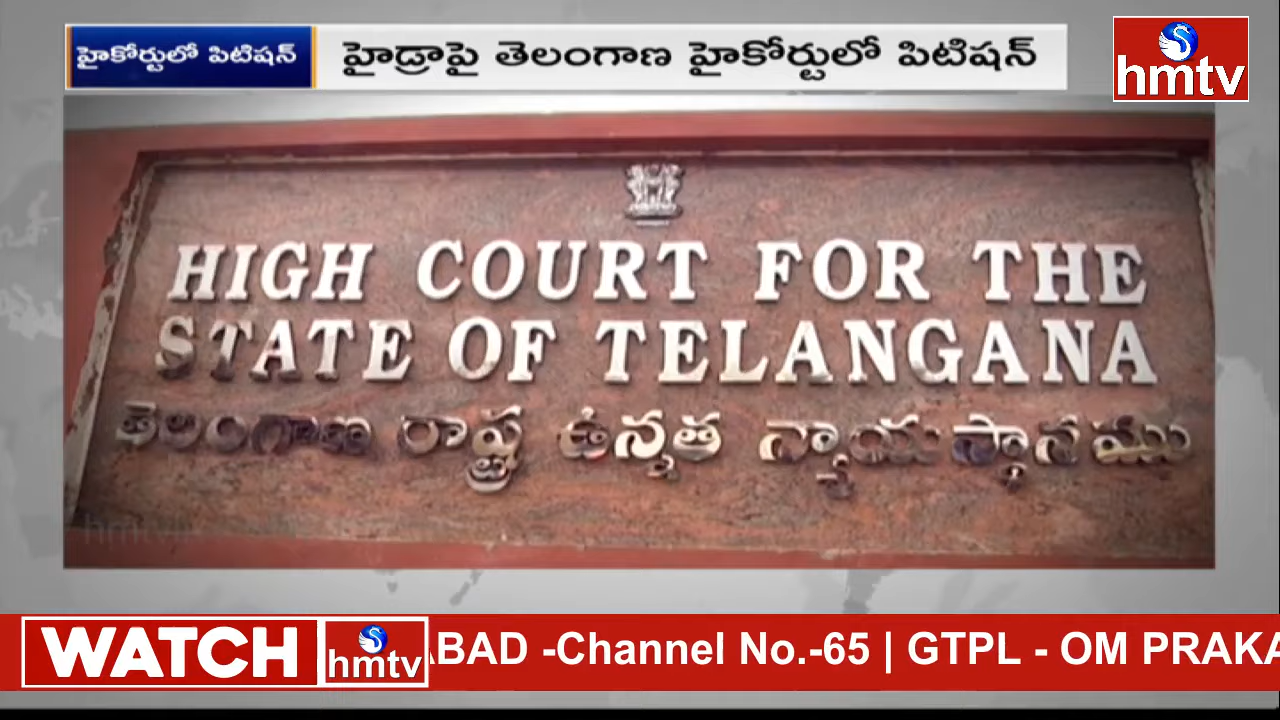 హైకోర్టులో పిటిషన్
హైడ్రాపై తెలంగాణ హైకోర్టులో పిటిషన్
hmtv
HIGH COURT FOR THE
STATE OF TELANGANA
తెలంగాణ రాష్ట్ర ఉన్నత న్యాయస్థానము
hmtv
WATCH
hmtv
ABAD -Channel No.-65 | GTPL - OM PRAKA